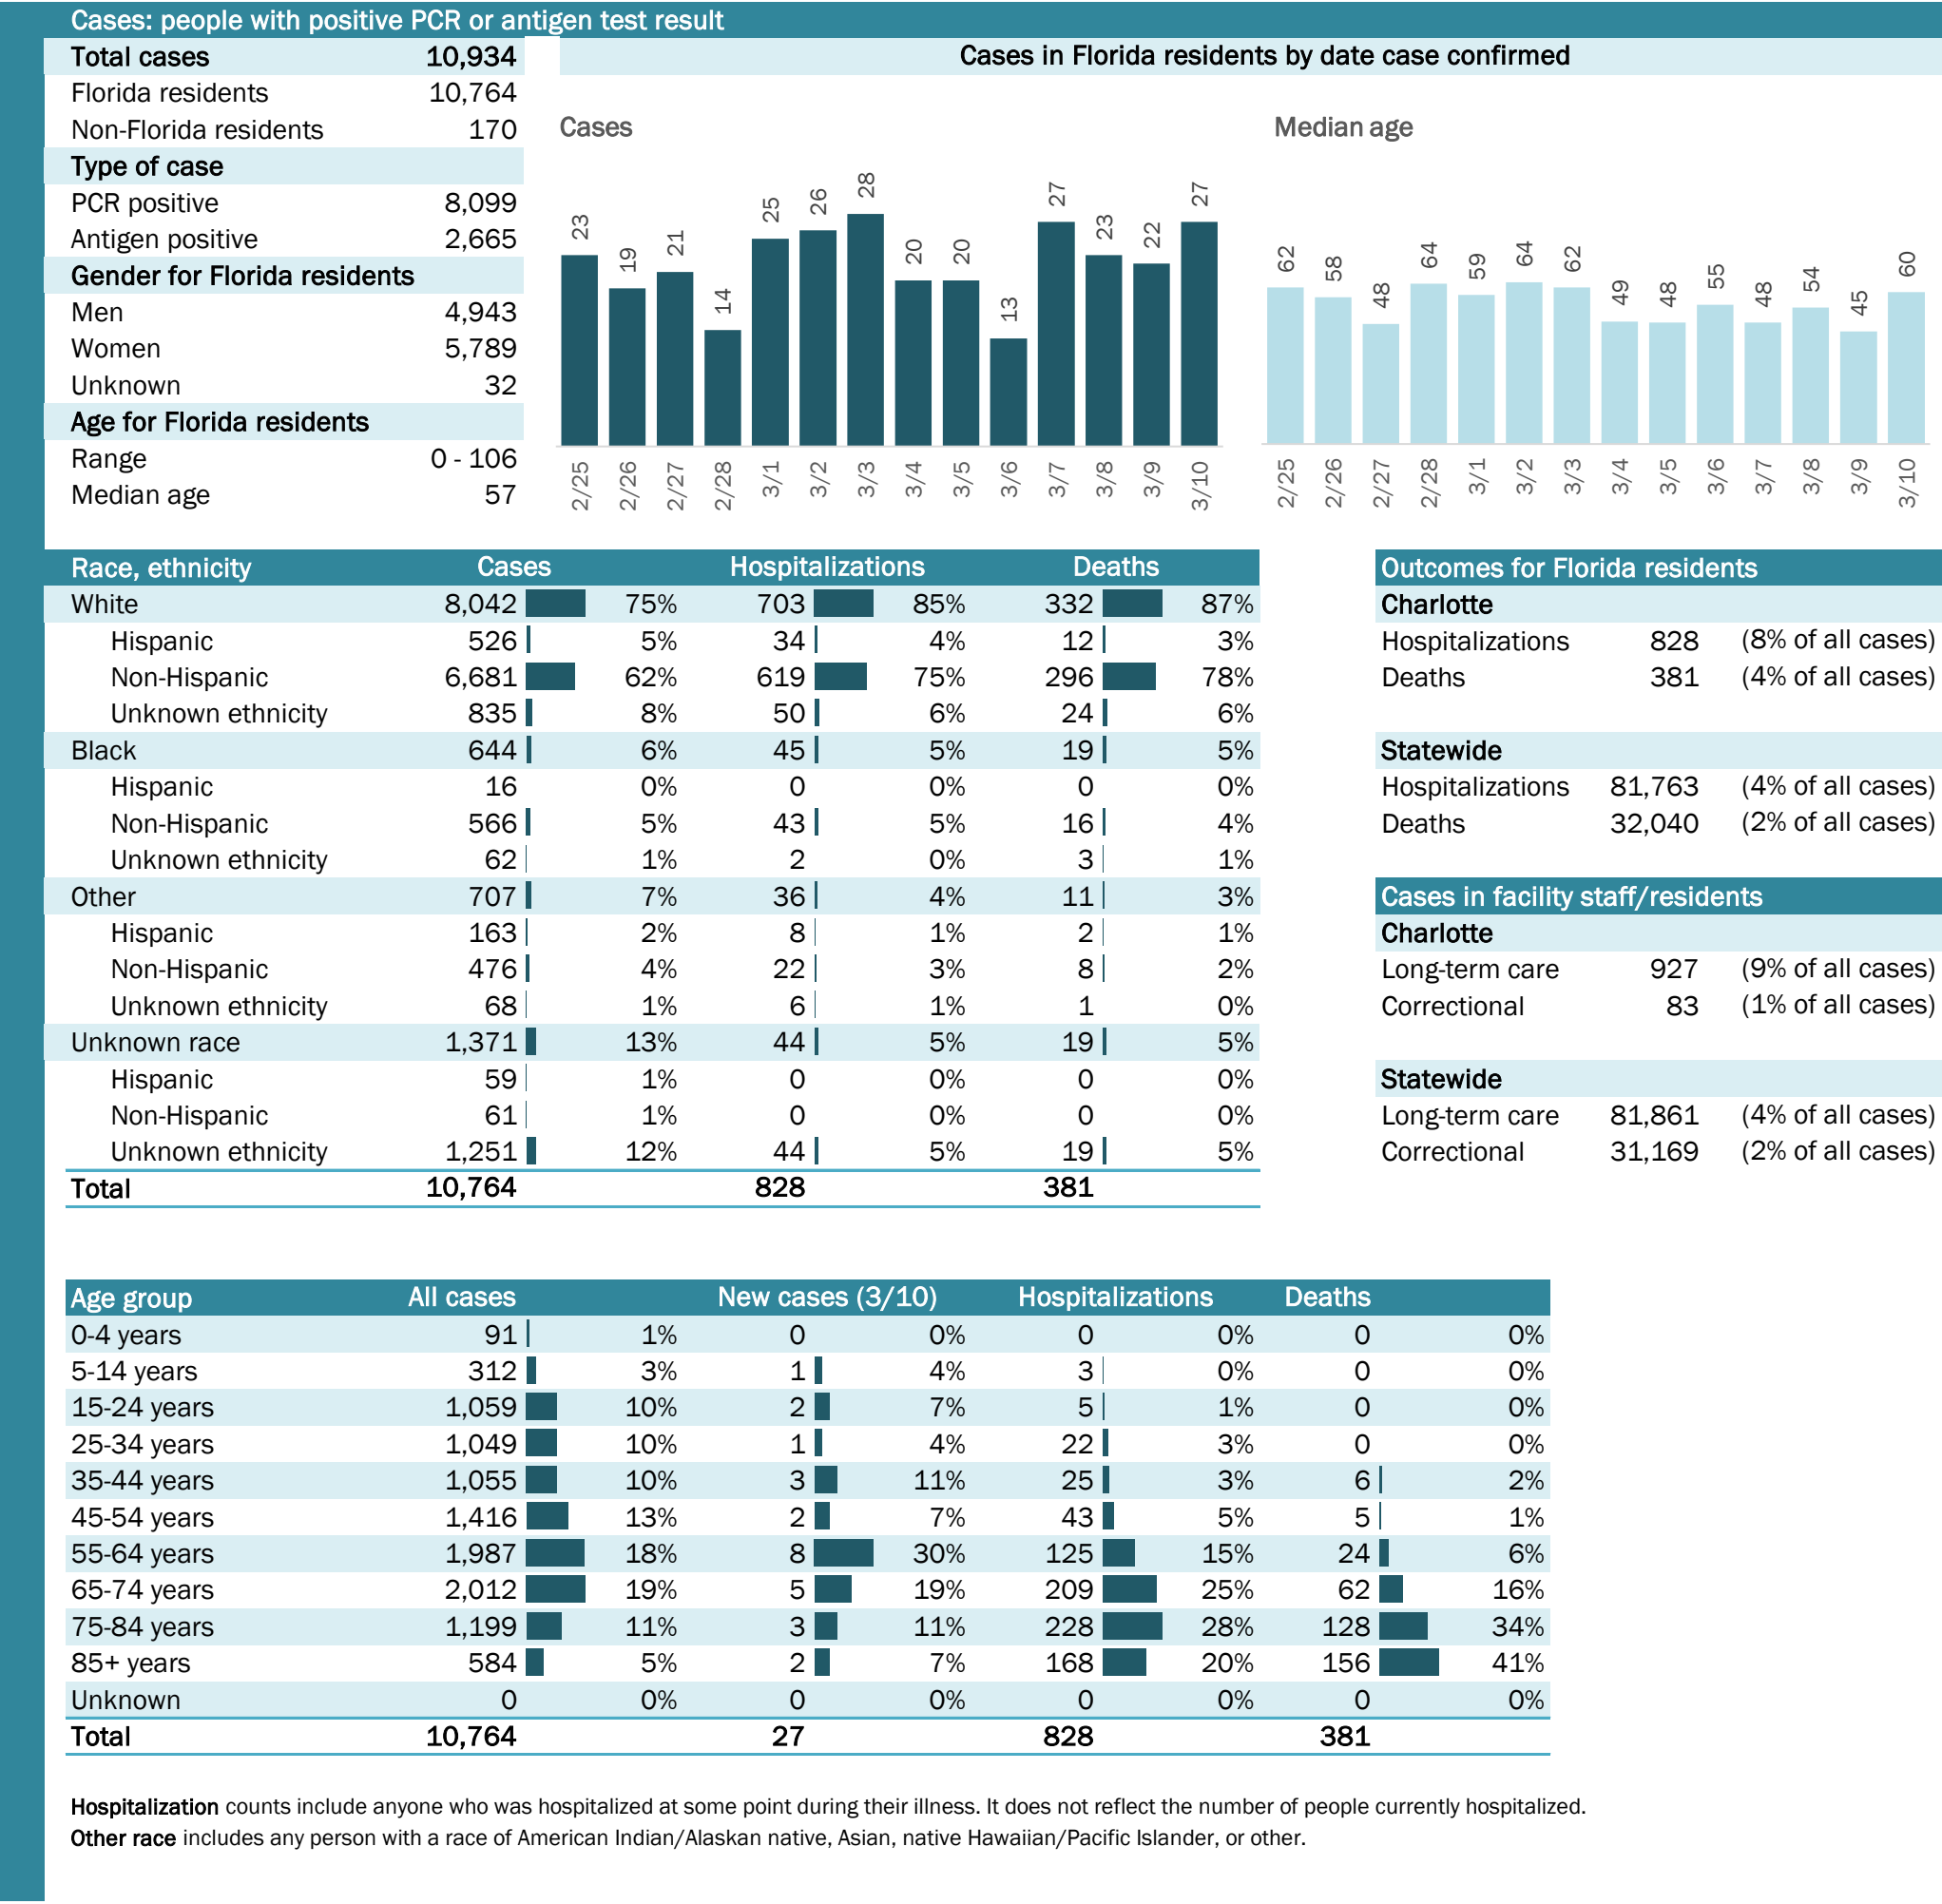 Cases: people with positive PCR or antigen test result
Total cases 10,934
Florida residents 10,764
Non-Florida residents 170
Type of case
PCR positive 8,099
Antigen positive 2,665
Gender for Florida residents
Men 4,943
Women 5,789
Unknown 32
Age for Florida residents
Range 0 - 106
Median age 57
Cases in Florida residents by date case confirmed
Cases
23 19 21 14 25 26 28 20 20 13 27 23 22 27
2/25 2/26 2/27 2/28 3/1 3/2 3/3 3/4 3/5 3/6 3/7 3/8 3/9 3/10
Median age
62 58 48 64 59 64 62 49 48 55 48 54 45 60
2/25 2/26 2/27 2/28 3/1 3/2 3/3 3/4 3/5 3/6 3/7 3/8 3/9 3/10
Race, ethnicity Cases Hospitalizations Deaths
White 8,042 75% 703 85% 332 87%
Hispanic 526 5% 34 4% 12 3%
Non-Hispanic 6,681 62% 619 75% 296 78%
Unknown ethnicity 835 8% 50 6% 24 6%
Black 644 6% 45 5% 19 5%
Hispanic 16 0% 0 0% 0 0%
Non-Hispanic 566 5% 43 5% 16 4%
Unknown ethnicity 62 1% 2 0% 3 1%
Other 707 7% 36 4% 11 3%
Hispanic 163 2% 8 1% 2 1%
Non-Hispanic 476 4% 22 3% 8 2%
Unknown ethnicity 68 1% 6 1% 1 0%
Unknown race 1,371 13% 44 5% 19 5%
Hispanic 59 1% 0 0% 0 0%
Non-Hispanic 61 1% 0 0% 0 0%
Unknown ethnicity 1,251 12% 44 5% 19 5%
Total 10,764 828 381
Outcomes for Florida residents
Charlotte
Hospitalizations 828 (8% of all cases)
Deaths 381 (4% of all cases)
Statewide
Hospitalizations 81,763 (4% of all cases)
Deaths 32,040 (2% of all cases)
Cases in facility staff/residents
Charlotte
Long-term care 927 (9% of all cases)
Correctional 83 (1% of all cases)
Statewide
Long-term care 81,861 (4% of all cases)
Correctional 31,169 (2% of all cases)
Age group All cases New cases (3/10) Hospitalizations Deaths
0-4 years 91 1% 0 0% 0 0% 0 0%
5-14 years 312 3% 1 4% 3 0% 0 0%
15-24 years 1,059 10% 2 7% 5 1% 0 0%
25-34 years 1,049 10% 1 4% 22 3% 0 0%
35-44 years 1,055 10% 3 11% 25 3% 6 2%
45-54 years 1,416 13% 2 7% 43 5% 5 1%
55-64 years 1,987 18% 8 30% 125 15% 24 6%
65-74 years 2,012 19% 5 19% 209 25% 62 16%
75-84 years 1,199 11% 3 11% 228 28% 128 34%
85+ years 584 5% 2 7% 168 20% 156 41%
Unknown 0 0% 0 0% 0 0% 0 0%
Total 10,764 27 828 381
Hospitalization counts include anyone who was hospitalized at some point during their illness. It does not reflect the number of people currently hospitalized.
Other race includes any person with a race of American Indian/Alaskan native, Asian, native Hawaiian/Pacific Islander, or other.